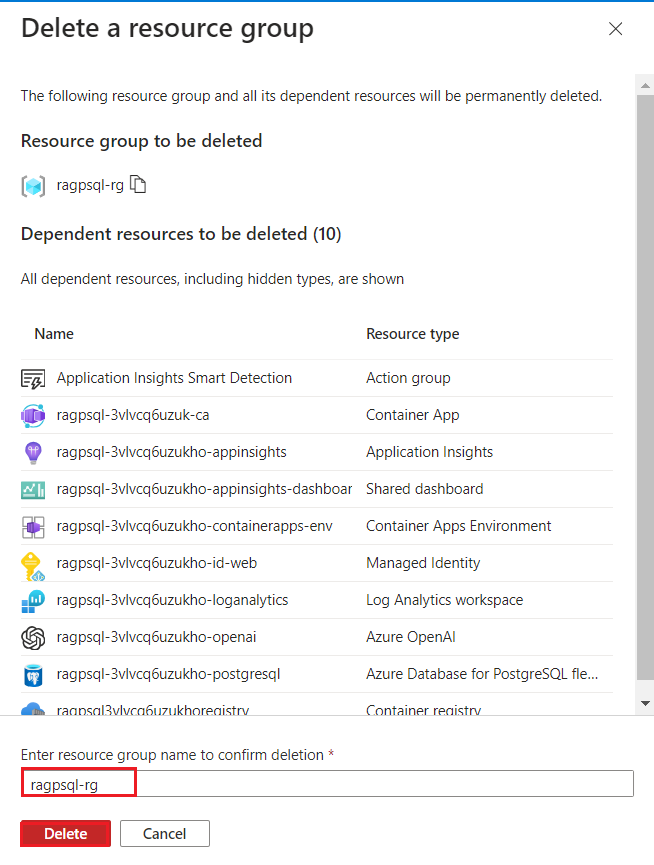 Delete a resource group
The following resource group and all its dependent resources will be permanently deleted.
Resource group to be deleted
ragpsql-rg
Dependent resources to be deleted (10)
All dependent resources, including hidden types, are shown
Name Resource type
Application Insights Smart Detection Action group
ragpsql-3vlvcq6uzuk-ca Container App
ragpsql-3vlvcq6uzukho-appinsights Application Insights
ragpsql-3vlvcq6uzukho-appinsights-dashboar Shared dashboard
ragpsql-3vlvcq6uzukho-containerapps-env Container Apps Environment
ragpsql-3vlvcq6uzukho-id-web Managed Identity
ragpsql-3vlvcq6uzukho-loganalytics Log Analytics workspace
ragpsql-3vlvcq6uzukho-openai Azure OpenAI
ragpsql-3vlvcq6uzukho-postgresql Azure Database for PostgreSQL fle...
ragpsql3vlvcq6uzukhoregistry Container registry
Enter resource group name to confirm deletion *
ragpsql-rg
Delete Cancel